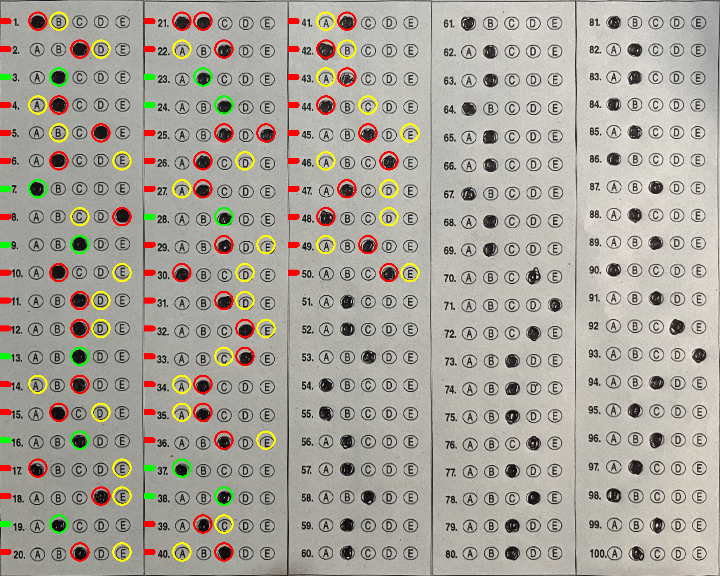 1. B C D E
2. A B D E
3. A C D E
4. A C D E
5. A B C E
6. A C D E
7. B C D E
8. A B C D
9. A B D E
10. A C D E
11. A B D E
12. A B D E
13. A B D E
14. A B D E
15. A C D E
16. A B D E
17. B C D E
18. A B C E
19. A C D E
20. A B D E
21. C D E
22. A B D E
23. A C D E
24. A B D E
25. A B D
26. A C D E
27. A C D E
28. A B D E
29. A B D E
30. B C D E
31. A B D E
32. A B C E
33. A B C E
34. A C D E
35. A C D E
36. A B D E
37. B C D E
38. A B D E
39. A C D E
40. A B D E
41. A C D E
42. B C D E
43. A C D E
44. B C D E
45. A B D E
46. A B C E
47. A C D E
48. B C D E
49. A B D E
50. A B C E
51. A C D E
52. A C D E
53. A B D E
54. B C D E
55. B C D E
56. A C D E
57. A C D E
58. A B D E
59. A C D E
60. A C D E
61. B C D E
62. A C D E
63. A C D E
64. B C D E
65. A C D E
66. A C D E
67. B C D E
68. A C D E
69. A C D E
70. A B C E
71. A B C D
72. A B C E
73. A B D E
74. A B D E
75. A B D E
76. A B C E
77. A B D E
78. A B C E
79. A B D E
80. A B D E
81. B C D E
82. A C D E
83. A C D E
84. B C D E
85. A C D E
86. B C D E
87. A B D E
88. A C D E
89. A B D E
90. B C D E
91. A B D E
92 A B C E
93. A B C D
94. A B D E
95. A C D E
96. A B D E
97. A C D E
98. B C D E
99. A B D E
100. A C D E